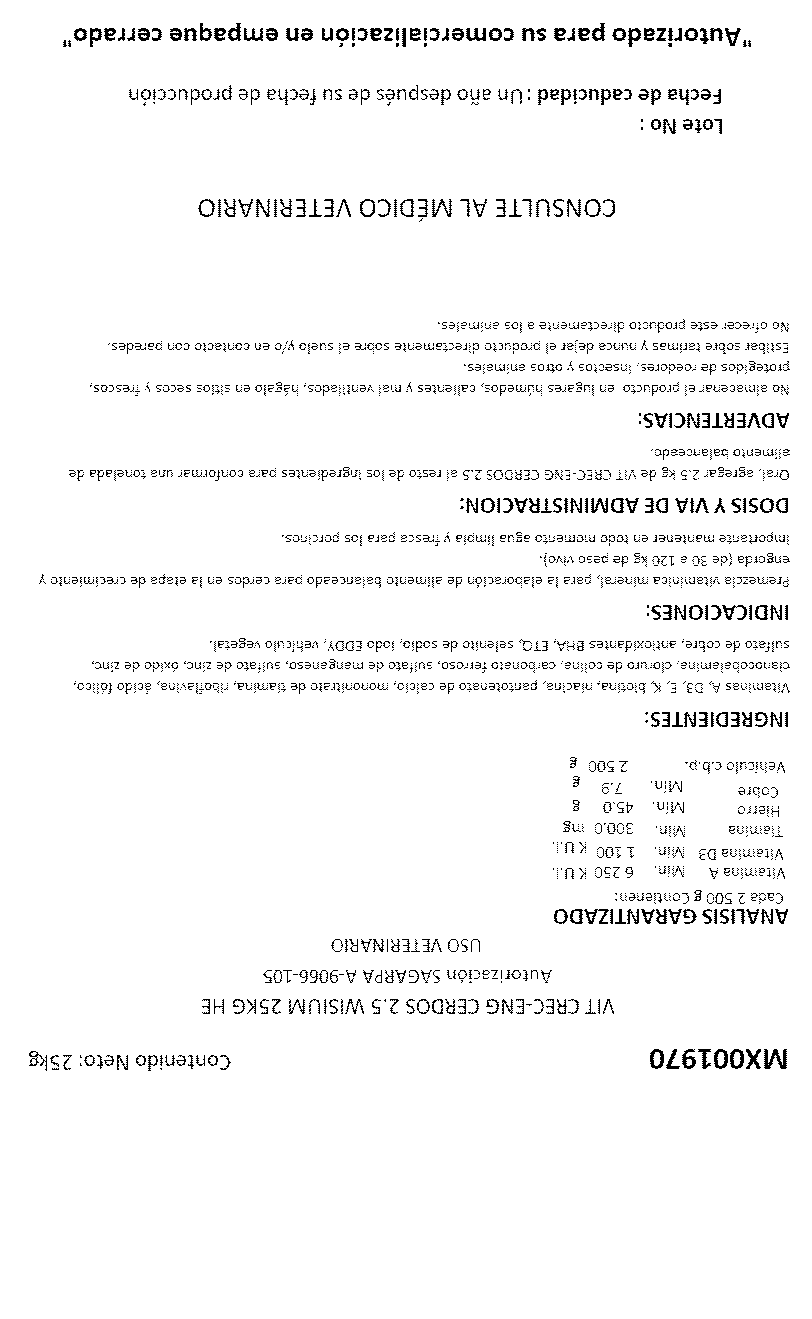 MX001970 Contenido Neto: 25kg
VIT CREC-ENG CERDOS 2.5 WISIUM 25KG HE
Autorización SAGARPA A-9066-105
USO VETERINARIO
ANALISIS GARANTIZADO
Cada 2 500 g Contienen:
Vitamina A Min. 6 250 K U.I.
Vitamina D3 Min. 1 100 K U.I.
Tiamina Min. 300.0 mg
Hierro Min. 45.0 g
Cobre Min. 7.9 g
Vehículo c.b.p. 2 500 g
INGREDIENTES:
Vitaminas A, D3, E, K, biotina, niacina, pantotenato de calcio, mononitrato de tiamina, riboflavina, ácido fólico,
cianocobalamina, cloruro de colina, carbonato ferroso, sulfato de manganeso, sulfato de zinc, óxido de zinc,
sulfato de cobre, antioxidantes BHA, ETQ, selenito de sodio, iodo EDDY, vehículo vegetal.
INDICACIONES:
Premezcla vitamínica mineral, para la elaboración de alimento balanceado para cerdos en la etapa de crecimiento y
engorda (de 30 a 120 kg de peso vivo).
Importante mantener en todo momento agua limpia y fresca para los porcinos.
DOSIS Y VIA DE ADMINISTRACION:
Oral, agregar 2.5 kg de VIT CREC-ENG CERDOS 2.5 al resto de los ingredientes para conformar una tonelada de
alimento balanceado.
ADVERTENCIAS:
No almacenar el producto en lugares húmedos, calientes y mal ventilados, hágalo en sitios secos y frescos,
protegidos de roedores, insectos y otros animales.
Estibar sobre tarimas y nunca dejar el producto directamente sobre el suelo y/o en contacto con paredes.
No ofrecer este producto directamente a los animales.
CONSULTE AL MÉDICO VETERINARIO
Lote No :
Fecha de caducidad : Un año después de su fecha de producción
"Autorizado para su comercialización en empaque cerrado"